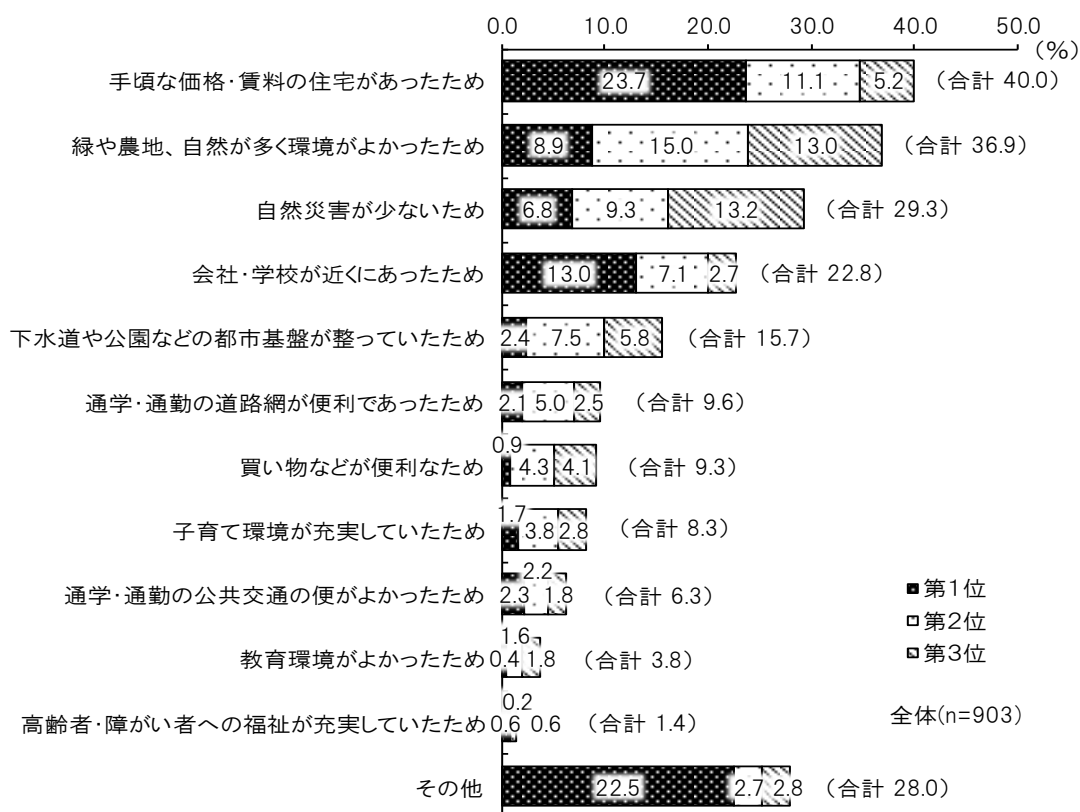 0.0 10.0 20.0 30.0 40.0 50.0
(%)
手頃な価格・賃料の住宅があったため 23.7 11.1 5.2 (合計 40.0)
緑や農地、自然が多く環境がよかったため 8.9 15.0 13.0 (合計 36.9)
自然災害が少ないため 6.8 9.3 13.2 (合計 29.3)
会社・学校が近くにあったため 13.0 7.1 2.7 (合計 22.8)
下水道や公園などの都市基盤が整っていたため 2.4 7.5 5.8 (合計 15.7)
通学・通勤の道路網が便利であったため 2.1 5.0 2.5 (合計 9.6)
買い物などが便利なため 0.9 4.3 4.1 (合計 9.3)
子育て環境が充実していたため 1.7 3.8 2.8 (合計 8.3)
通学・通勤の公共交通の便がよかったため 2.3 2.2 1.8 (合計 6.3)
教育環境がよかったため 0.4 1.6 1.8 (合計 3.8)
高齢者・障がい者への福祉が充実していたため 0.6 0.2 0.6 (合計 1.4)
その他 22.5 2.7 2.8 (合計 28.0)
第1位
第2位
第3位
全体(n=903)